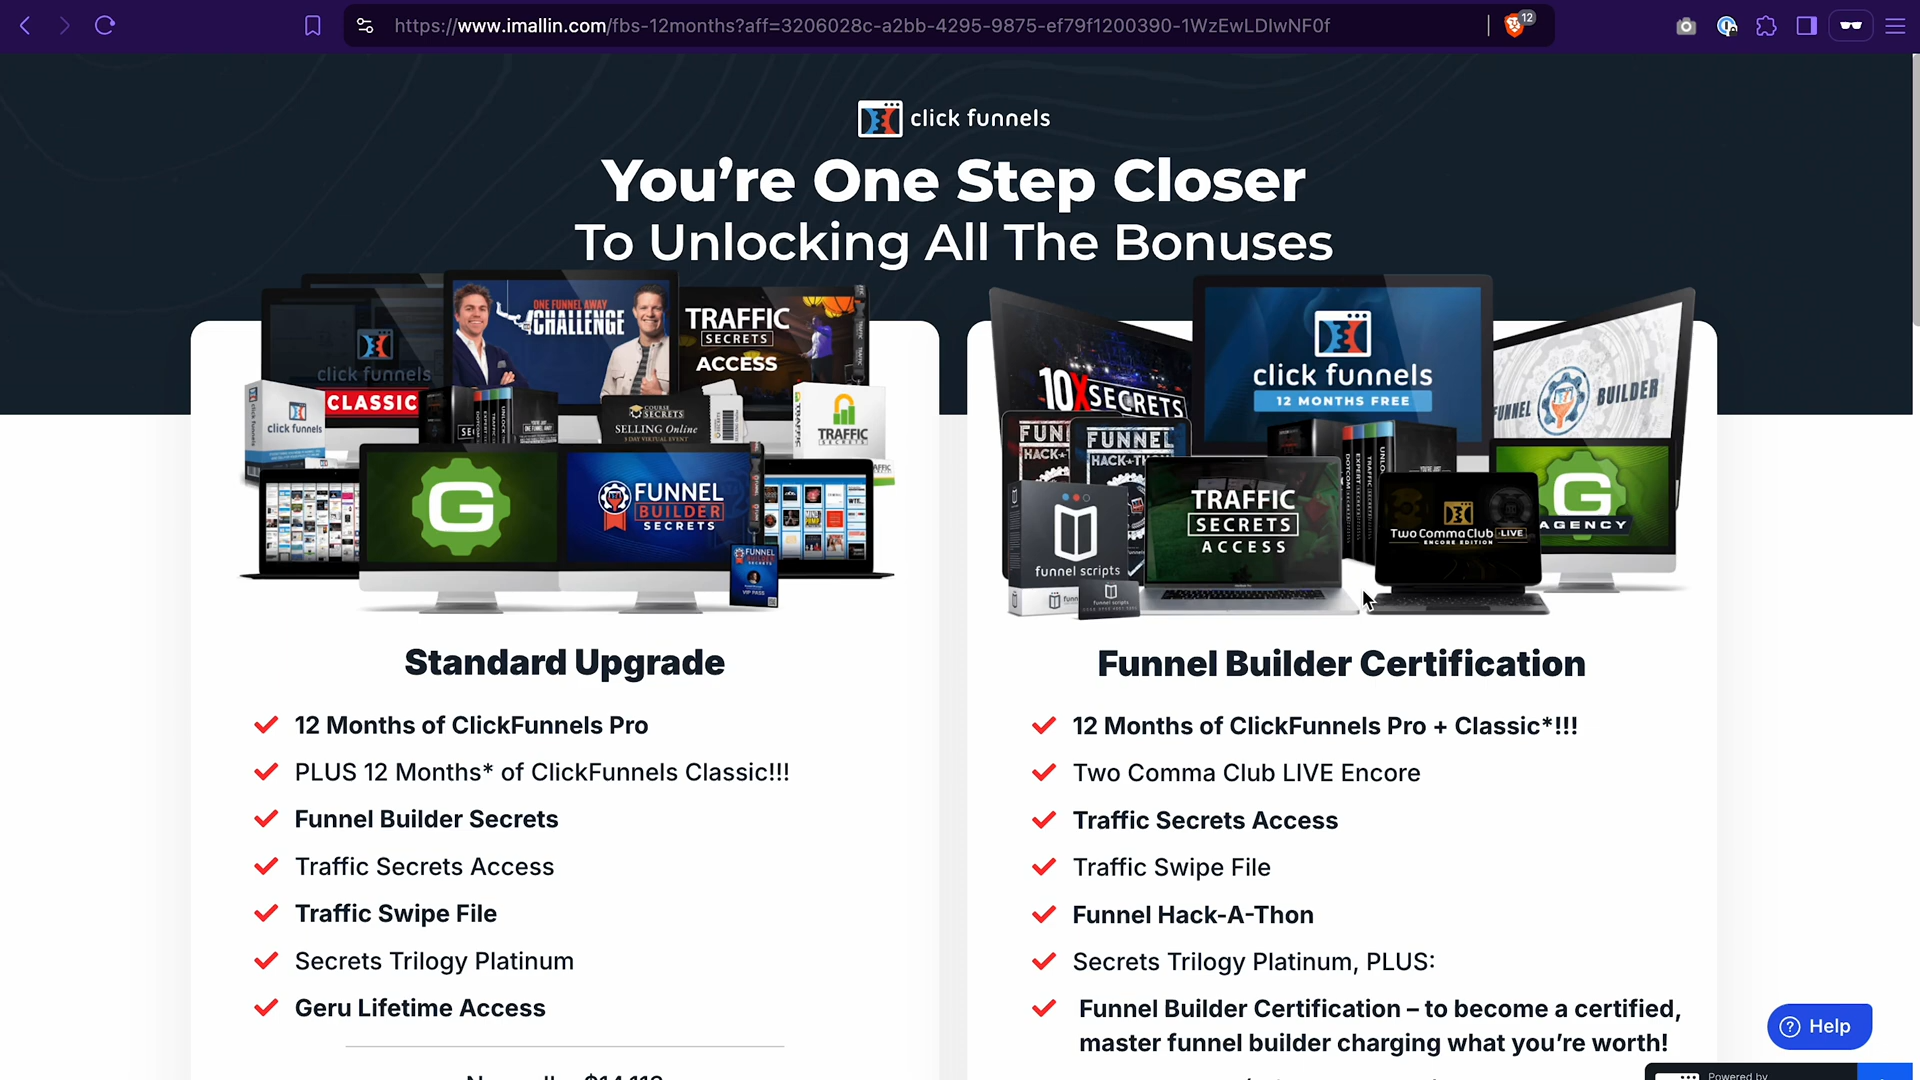 https://www.imallin.com/fbs-12months?aff=3206028c-a2bb-4295-9875-ef79f1200390-1WzEwLDIwNF0f
12
click funnels
You're One Step Closer
To Unlocking All The Bonuses
click funnels
CLASSIC
ONE FUNNEL AWAY
CHALLENGE
TRAFFIC
SECRETS
ACCESS
click funnels
COURSE
SECRETS
SELLING Online
3 DAY VIRTUAL EVENT
TRAFFIC
G
FUNNEL
BUILDER
SECRETS
FUNNEL
BUILDER
VIP PASS
10X SECRETS
click funnels
12 MONTHS FREE
FUNNEL BUILDER
FUNNEL
HACK-A-TH
funnel scripts
funnel scripts
TRAFFIC
SECRETS
ACCESS
Two Comma Club LIVE
ENCORE EDITION
G
AGENCY
Standard Upgrade
12 Months of ClickFunnels Pro
PLUS 12 Months* of ClickFunnels Classic!!!
Funnel Builder Secrets
Traffic Secrets Access
Traffic Swipe File
Secrets Trilogy Platinum
Geru Lifetime Access
Funnel Builder Certification
12 Months of ClickFunnels Pro + Classic*!!!
Two Comma Club LIVE Encore
Traffic Secrets Access
Traffic Swipe File
Funnel Hack-A-Thon
Secrets Trilogy Platinum, PLUS:
Funnel Builder Certification – to become a certified,
master funnel builder charging what you're worth!
Help
Powered by